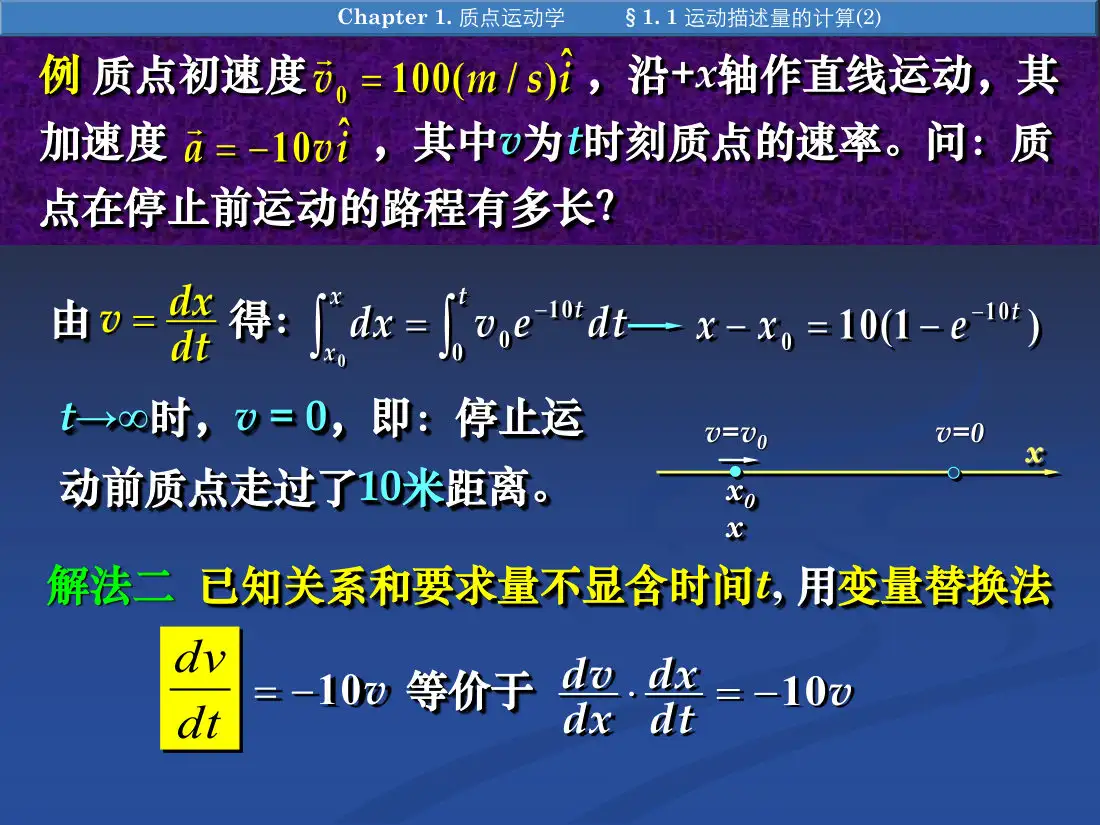 Chapter 1. 质点运动学 §1. 1 运动描述量的计算(2)
例 质点初速度 v⃗₀ = 100(m / s)î ，沿+x轴作直线运动，其
加速度 a⃗ = −10vî ，其中v为t时刻质点的速率。问：质
点在停止前运动的路程有多长?
由 v = dx/dt 得：∫_{x₀}^{x} dx = ∫_{0}^{t} v₀e^{−10t}dt → x − x₀ = 10(1 − e^{−10t})
t→∞时，v = 0，即：停止运
动前质点走过了10米距离。
v=v₀ v=0
x
x₀
x
解法二 已知关系和要求量不显含时间t, 用变量替换法
dv/dt = −10v 等价于 dv/dx · dx/dt = −10v